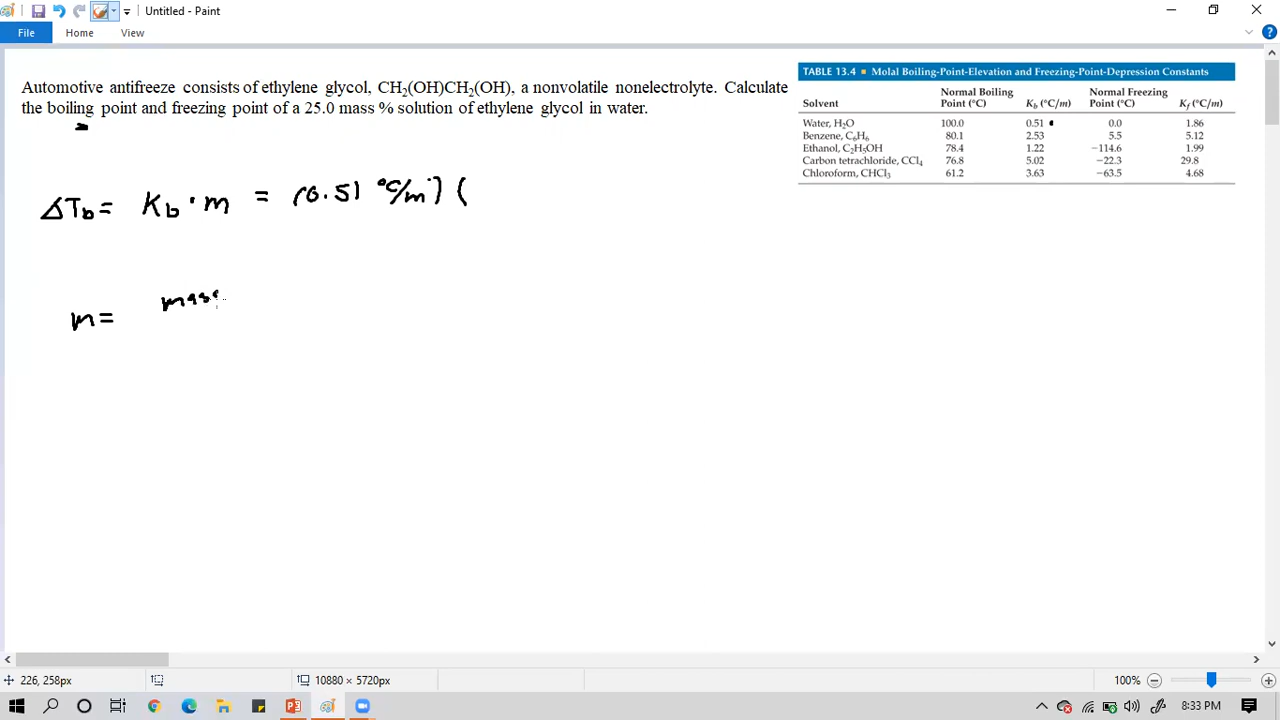 Untitled - Paint
File Home View
Automotive antifreeze consists of ethylene glycol, CH₂(OH)CH₂(OH), a nonvolatile nonelectrolyte. Calculate
the boiling point and freezing point of a 25.0 mass % solution of ethylene glycol in water.
TABLE 13.4 ■ Molal Boiling-Point-Elevation and Freezing-Point-Depression Constants
Normal Boiling Normal Freezing
Solvent Point (°C) K_b (°C/m) Point (°C) K_f (°C/m)
Water, H₂O 100.0 0.51 0.0 1.86
Benzene, C₆H₆ 80.1 2.53 5.5 5.12
Ethanol, C₂H₅OH 78.4 1.22 −114.6 1.99
Carbon tetrachloride, CCl₄ 76.8 5.02 −22.3 29.8
Chloroform, CHCl₃ 61.2 3.63 −63.5 4.68
ΔT_b = K_b · m = (0.51 °C/m) (
m = mass
226, 258px 10880 × 5720px 100%
8:33 PM